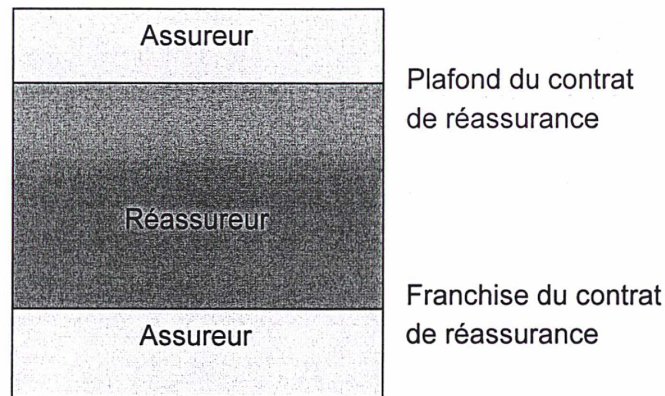 Assureur
Plafond du contrat
de réassurance
Réassureur
Franchise du contrat
de réassurance
Assureur